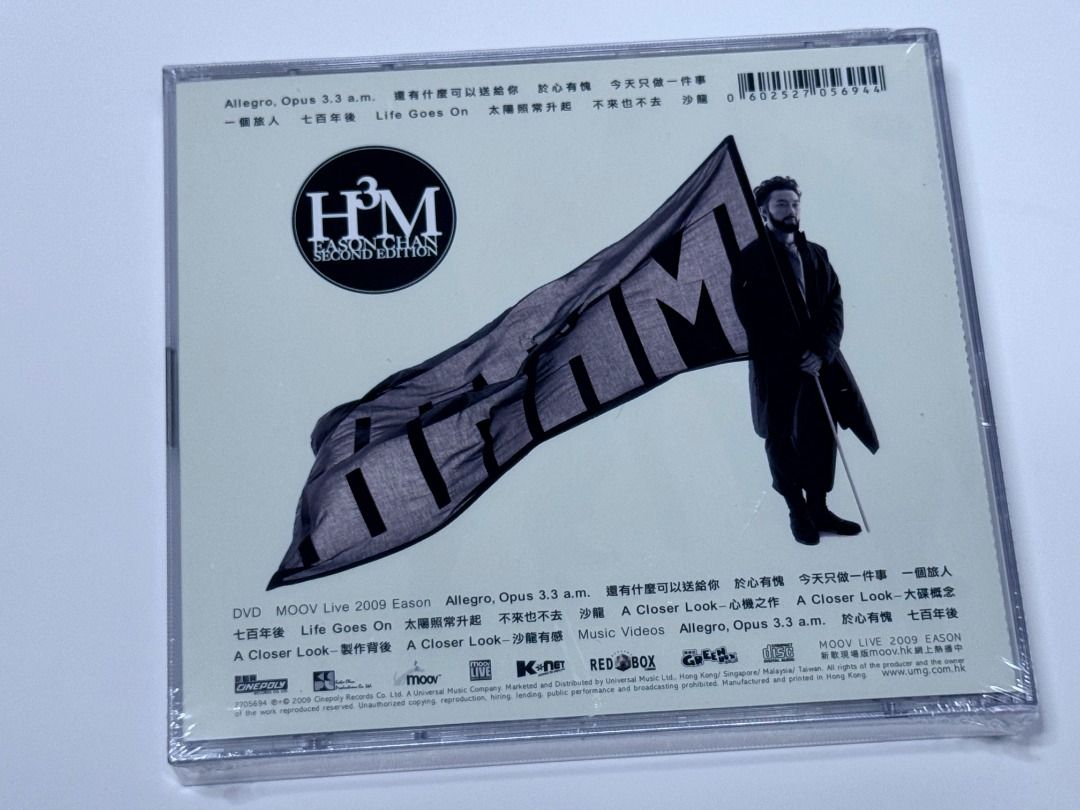 Allegro, Opus 3.3 a.m. 還有什麼可以送給你 於心有愧 今天只做一件事
一個旅人 七百年後 Life Goes On 太陽照常升起 不來也不去 沙龍
0 602527 056944
H3M
EASON CHAN
SECOND EDITION
H3M
DVD MOOV Live 2009 Eason Allegro, Opus 3.3 a.m. 還有什麼可以送給你 於心有愧 今天只做一件事 一個旅人
七百年後 Life Goes On 太陽照常升起 不來也不去 沙龍 A Closer Look–心機之作 A Closer Look–大碟概念
A Closer Look–製作背後 A Closer Look–沙龍有感 Music Videos Allegro, Opus 3.3 a.m. 於心有愧 七百年後
MOOV LIVE 2009 EASON
新歌現場版moov.hk網上熱播中
CINEPOLY
moov
MOOV LIVE
K NET
RED BOX
GREEN
disc
www.umg.com.hk
2705694 ℗+© 2009 Cinepoly Records Co. Ltd. A Universal Music Company. Marketed and Distributed by Universal Music Ltd., Hong Kong/ Singapore/ Malaysia/ Taiwan. All rights of the producer and the owner
of the work reproduced reserved. Unauthorized copying, reproduction, hiring, lending, public performance and broadcasting prohibited. Manufactured and printed in Hong Kong.